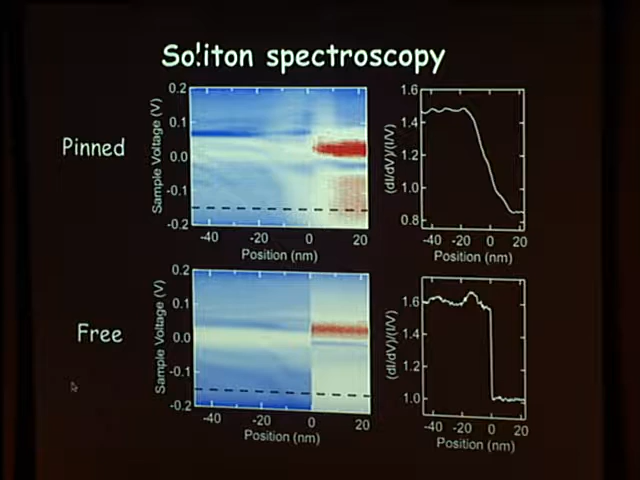 So!iton spectroscopy
Pinned
Sample Voltage (V)
0.2
0.1
0.0
-0.1
-0.2
-40 -20 0 20
Position (nm)
(dI/dV)/(I/V)
1.6
1.4
1.2
1.0
0.8
-40 -20 0 20
Position (nm)
Free
Sample Voltage (V)
0.2
0.1
0.0
-0.1
-0.2
-40 -20 0 20
Position (nm)
(dI/dV)/(I/V)
1.6
1.4
1.2
1.0
-40 -20 0 20
Position (nm)